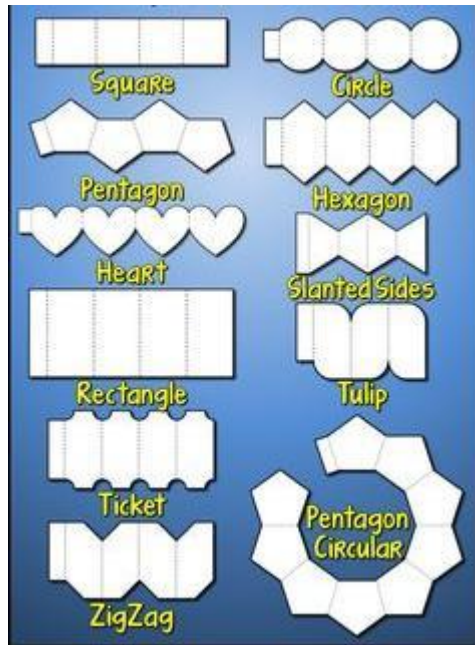 Square
Circle
Pentagon
Hexagon
Heart
Slanted Sides
Rectangle
Tulip
Ticket
Pentagon
Circular
ZigZag